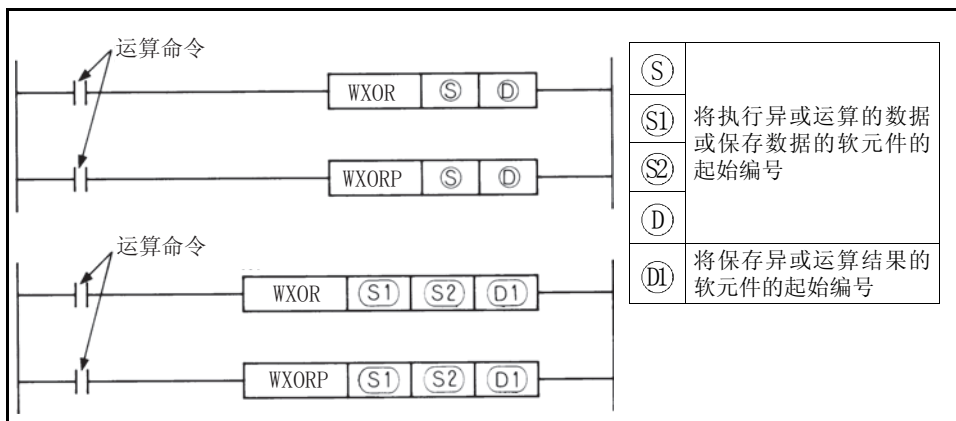 运算命令
WXOR Ⓢ Ⓓ
WXORP Ⓢ Ⓓ
运算命令
WXOR S1 S2 D1
WXORP S1 S2 D1
Ⓢ
S1
S2
Ⓓ
将执行异或运算的数据
或保存数据的软元件的
起始编号
D1
将保存异或运算结果的
软元件的起始编号